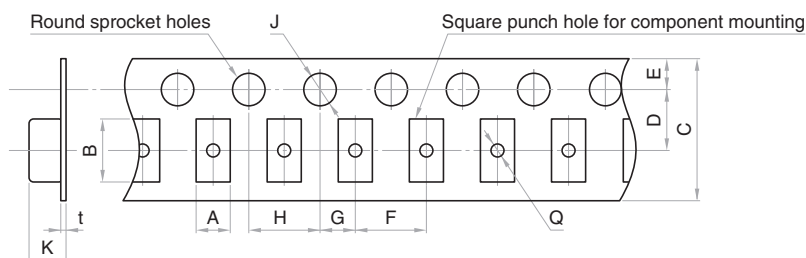 Round sprocket holes
J
Square punch hole for component mounting
E
D
C
B
t
A
H
G
F
Q
K